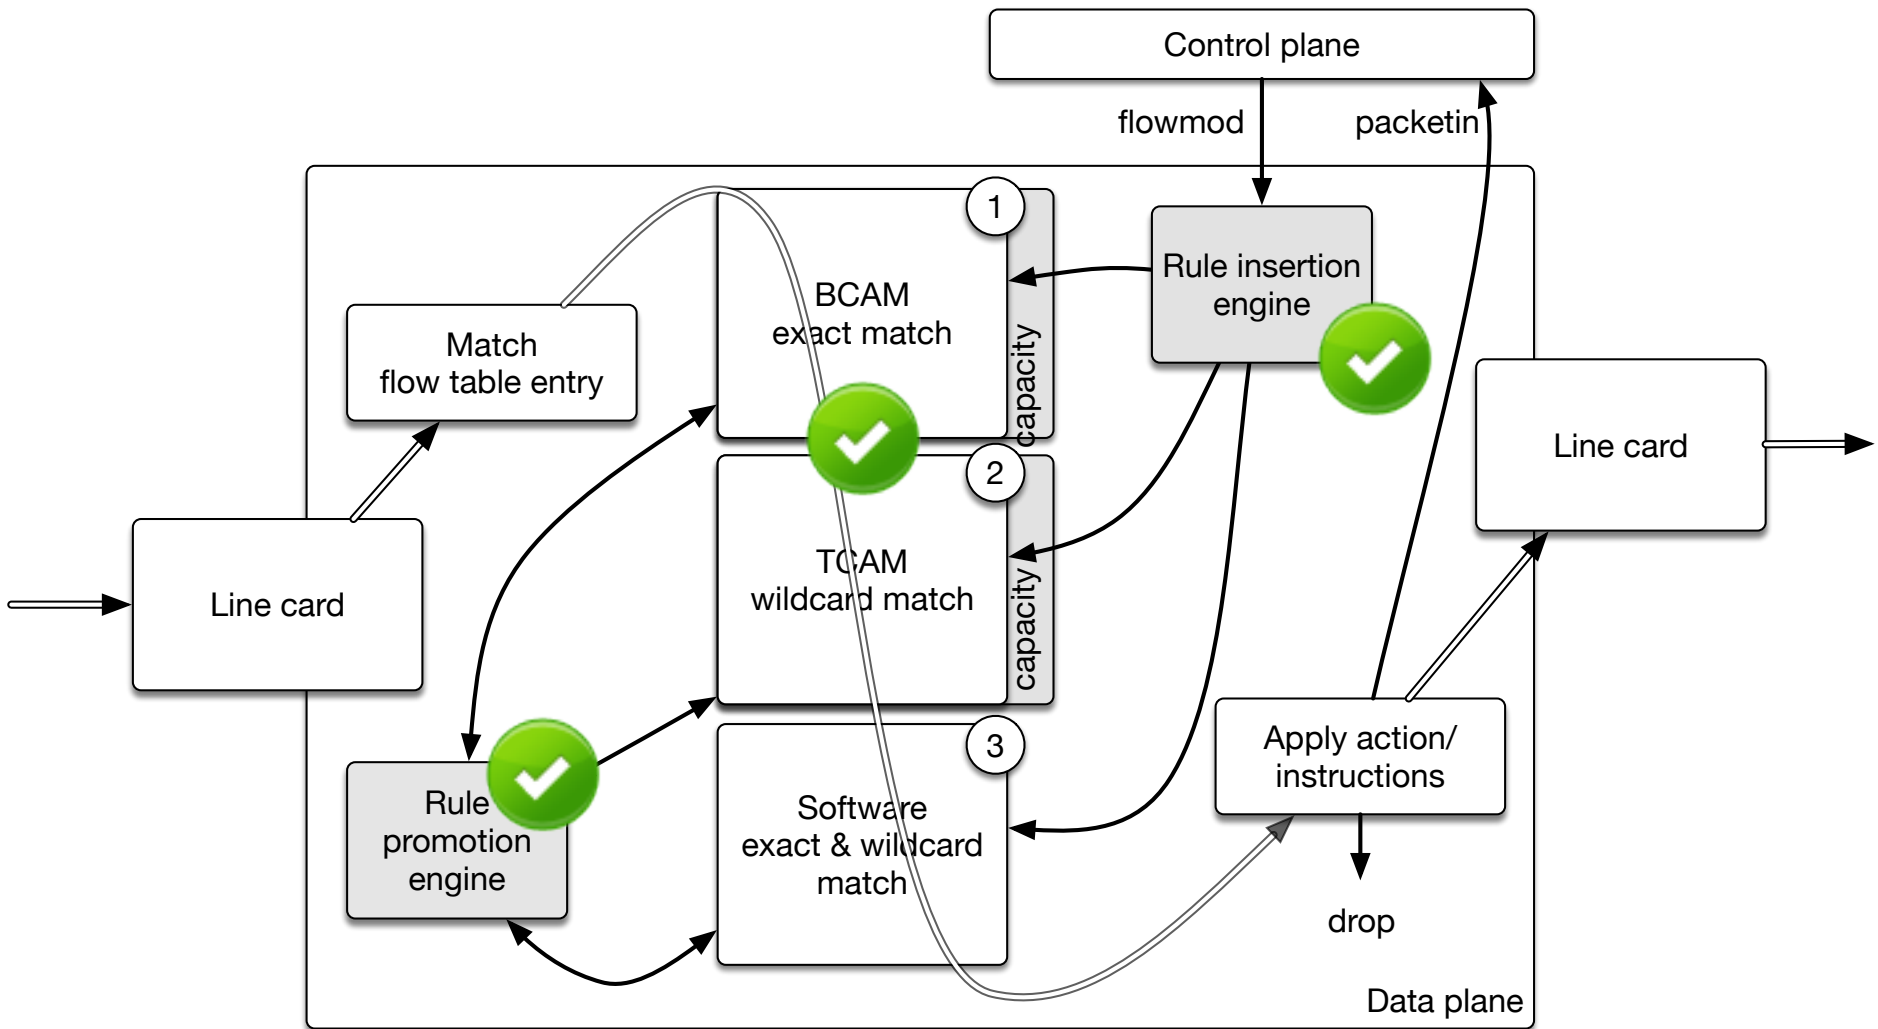 Control plane
flowmod
packetin
1
BCAM
exact match
capacity
Rule insertion
engine
Match
flow table entry
Line card
2
TCAM
wildcard match
capacity
Line card
3
Software
exact & wildcard
match
Rule
promotion
engine
Apply action/
instructions
drop
Data plane